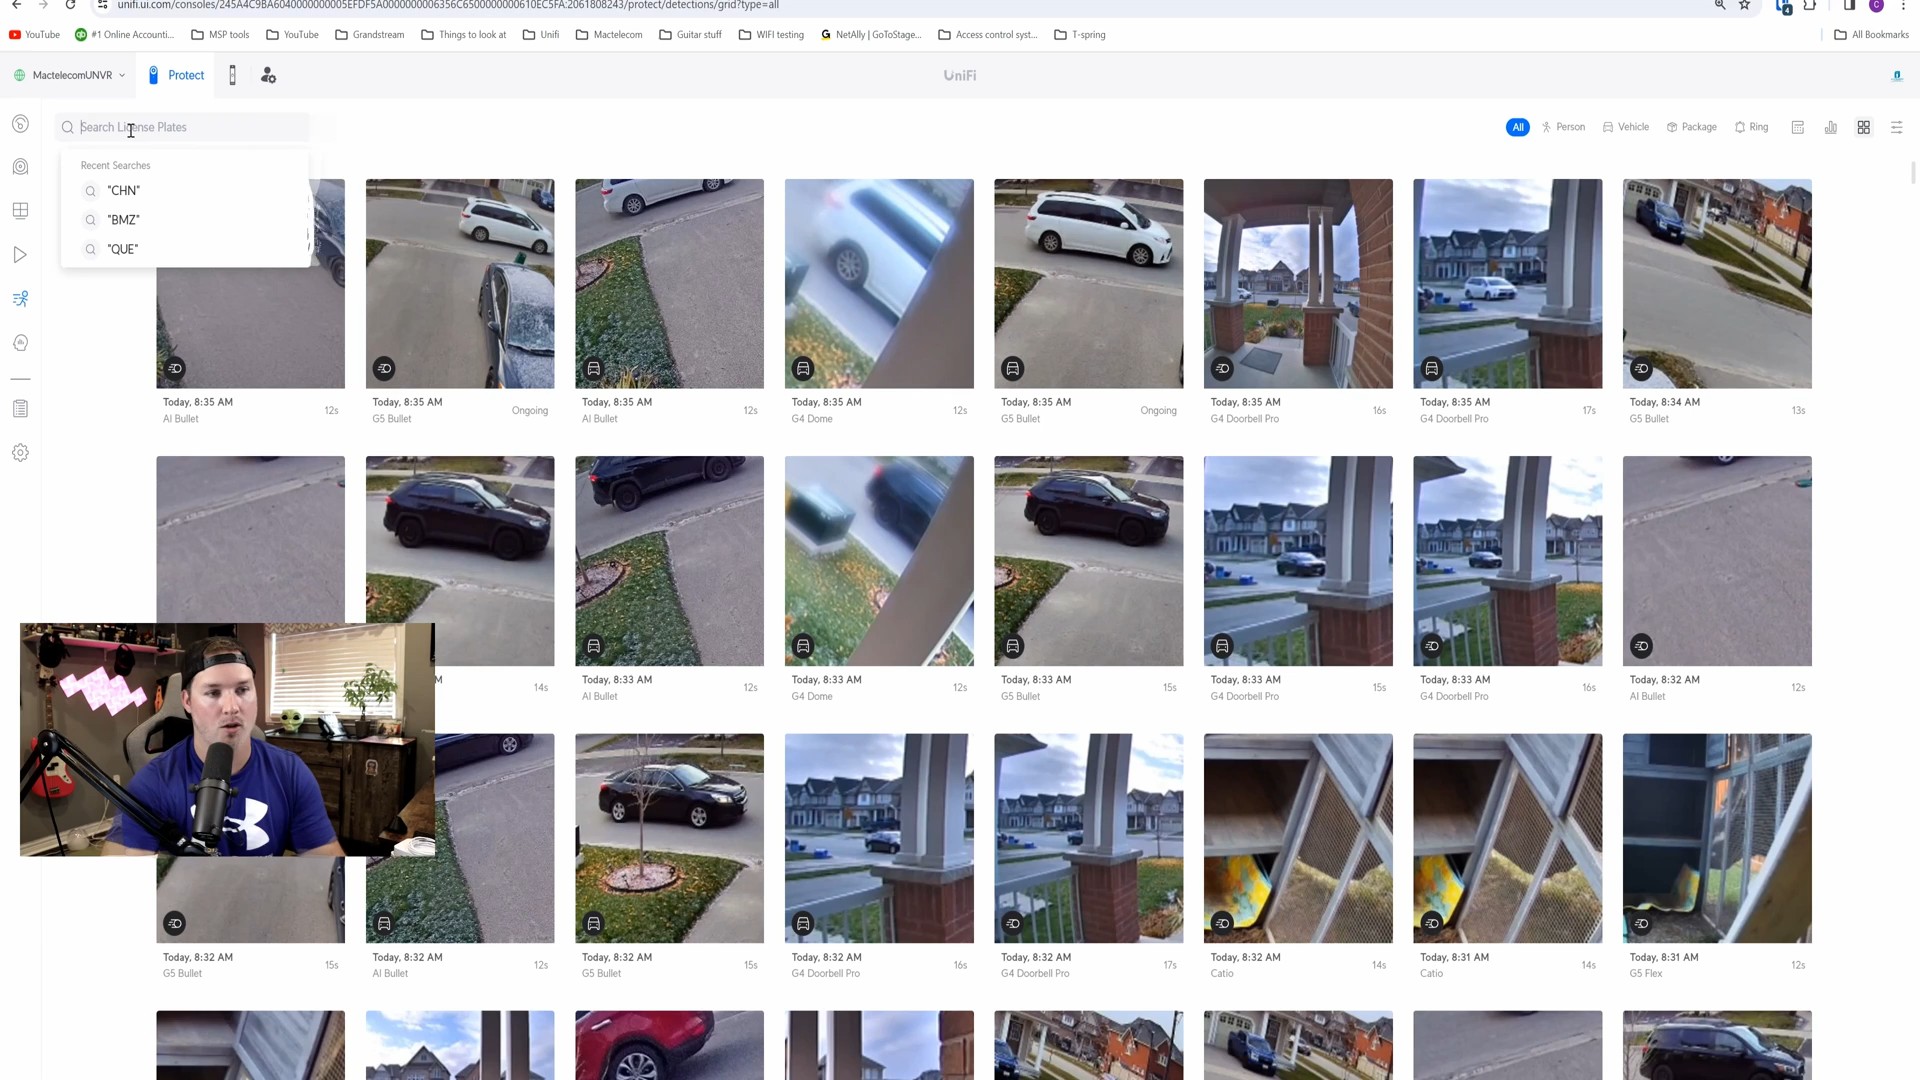 unifi.ui.com/consoles/245A4C9BA6040000000005EFDF5A0000000006356C6500000000610EC5FA:2061808243/protect/detections/grid?type=all
4 C
YouTube #1 Online Accounti... MSP tools YouTube Grandstream Things to look at Unifi Mactelecom Guitar stuff WIFI testing NetAlly | GoToStage... Access control syst... T-spring All Bookmarks
MactelecomUNVR Protect UniFi
Search License Plates All Person Vehicle Package Ring
Recent Searches
"CHN"
"BMZ"
"QUE"
Today, 8:35 AM Today, 8:35 AM Today, 8:35 AM Today, 8:35 AM Today, 8:35 AM Today, 8:35 AM Today, 8:35 AM Today, 8:34 AM
12s Ongoing 12s 12s Ongoing 16s 17s 13s
AI Bullet G5 Bullet AI Bullet G4 Dome G5 Bullet G4 Doorbell Pro G4 Doorbell Pro G5 Bullet
M Today, 8:33 AM Today, 8:33 AM Today, 8:33 AM Today, 8:33 AM Today, 8:33 AM Today, 8:32 AM
14s 12s 12s 15s 15s 16s 12s
AI Bullet G4 Dome G5 Bullet G4 Doorbell Pro G4 Doorbell Pro AI Bullet
Today, 8:32 AM Today, 8:32 AM Today, 8:32 AM Today, 8:32 AM Today, 8:32 AM Today, 8:32 AM Today, 8:31 AM Today, 8:31 AM
15s 12s 15s 16s 17s 14s 14s 12s
G5 Bullet AI Bullet G5 Bullet G4 Doorbell Pro G4 Doorbell Pro Catio Catio G5 Flex